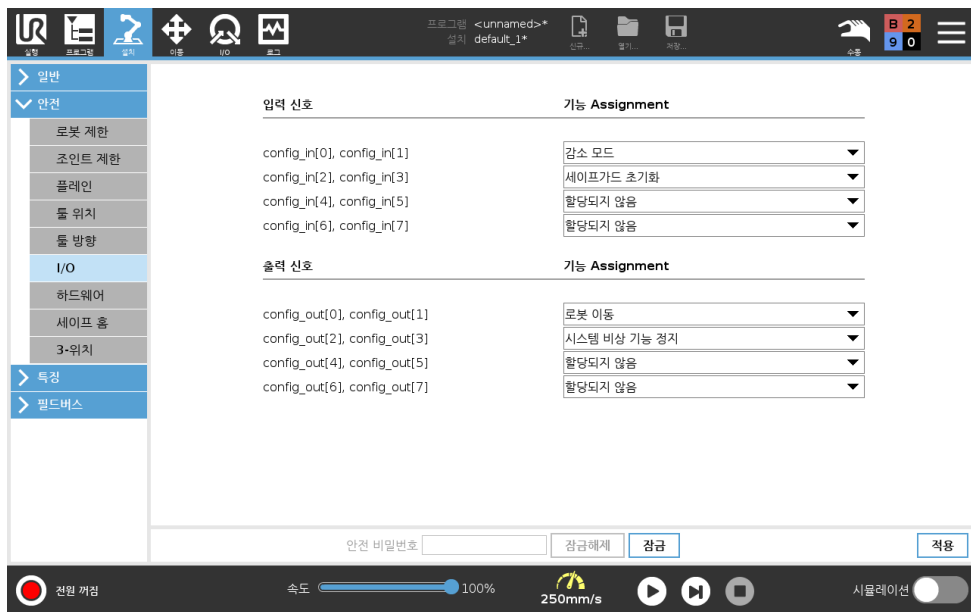 UR
실행
프로그램
설치
이동
I/O
로그
프로그램 <unnamed>*
설치 default_1*
신규...
열기...
저장...
수동
B 2
9 0
일반
안전
로봇 제한
조인트 제한
플레인
툴 위치
툴 방향
I/O
하드웨어
세이프 홈
3-위치
특징
필드버스
입력 신호 기능 Assignment
config_in[0], config_in[1] 감소 모드
config_in[2], config_in[3] 세이프가드 초기화
config_in[4], config_in[5] 할당되지 않음
config_in[6], config_in[7] 할당되지 않음
출력 신호 기능 Assignment
config_out[0], config_out[1] 로봇 이동
config_out[2], config_out[3] 시스템 비상 기능 정지
config_out[4], config_out[5] 할당되지 않음
config_out[6], config_out[7] 할당되지 않음
안전 비밀번호 잠금해제 잠금 적용
전원 꺼짐
속도 100%
250mm/s
시뮬레이션